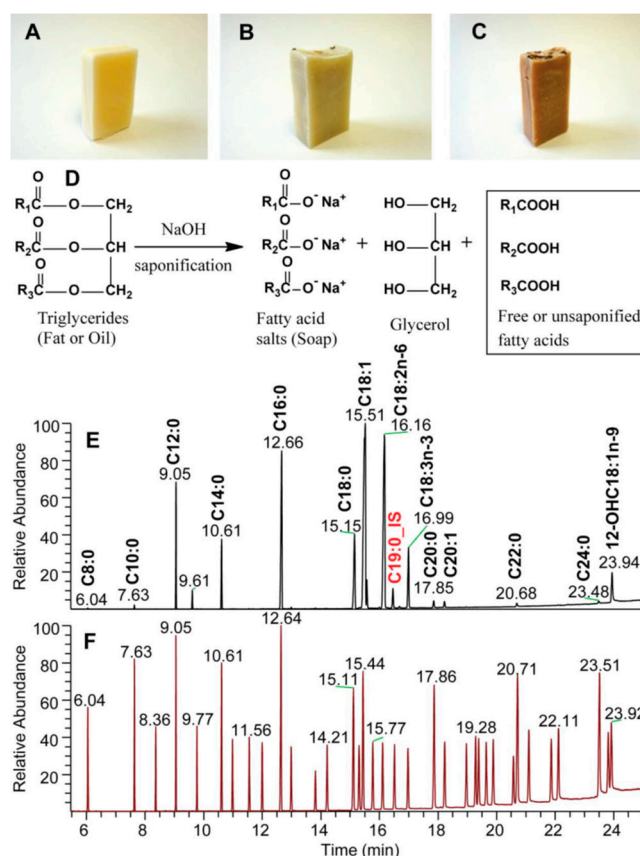 A
B
C
D
O
R₁—C—O—CH₂
O
R₂—C—O—CH
O
R₃—C—O—CH₂
Triglycerides
(Fat or Oil)
NaOH
saponification
O
R₁—C—O⁻ Na⁺
O
R₂—C—O⁻ Na⁺
O
R₃—C—O⁻ Na⁺
Fatty acid
salts (Soap)
+
HO—CH₂
HO—CH
HO—CH₂
Glycerol
+
R₁COOH
R₂COOH
R₃COOH
Free or unsaponified
fatty acids
E
Relative Abundance
100
80
60
40
20
0
C8:0
6.04
C10:0
7.63
C12:0
9.05
9.61
C14:0
10.61
C16:0
12.66
C18:0
15.15
C18:1
15.51
C18:2n-6
16.16
C19:0_IS
C18:3n-3
16.99
C20:0
17.85
C20:1
C22:0
20.68
C24:0
23.48
12-OHC18:1n-9
23.94
F
Relative Abundance
100
80
60
40
20
0
6.04
7.63
8.36
9.05
9.77
10.61
11.56
12.64
14.21
15.11
15.44
15.77
17.86
19.28
20.71
22.11
23.51
23.92
6 8 10 12 14 16 18 20 22 24
Time (min)